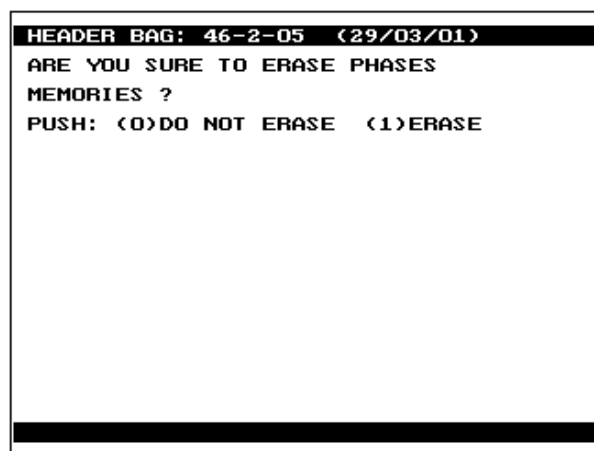 HEADER BAG: 46-2-05 (29/03/01)
ARE YOU SURE TO ERASE PHASES
MEMORIES ?
PUSH: (0)DO NOT ERASE (1)ERASE